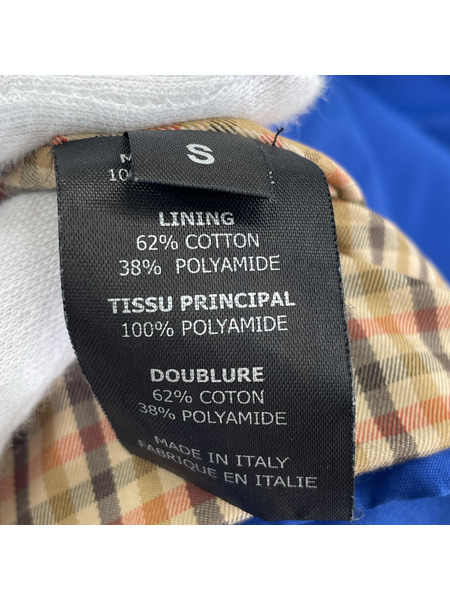 S
LINING
62% COTTON
38% POLYAMIDE
TISSU PRINCIPAL
100% POLYAMIDE
DOUBLURE
62% COTON
38% POLYAMIDE
MADE IN ITALY
FABRIQUE EN ITALIE